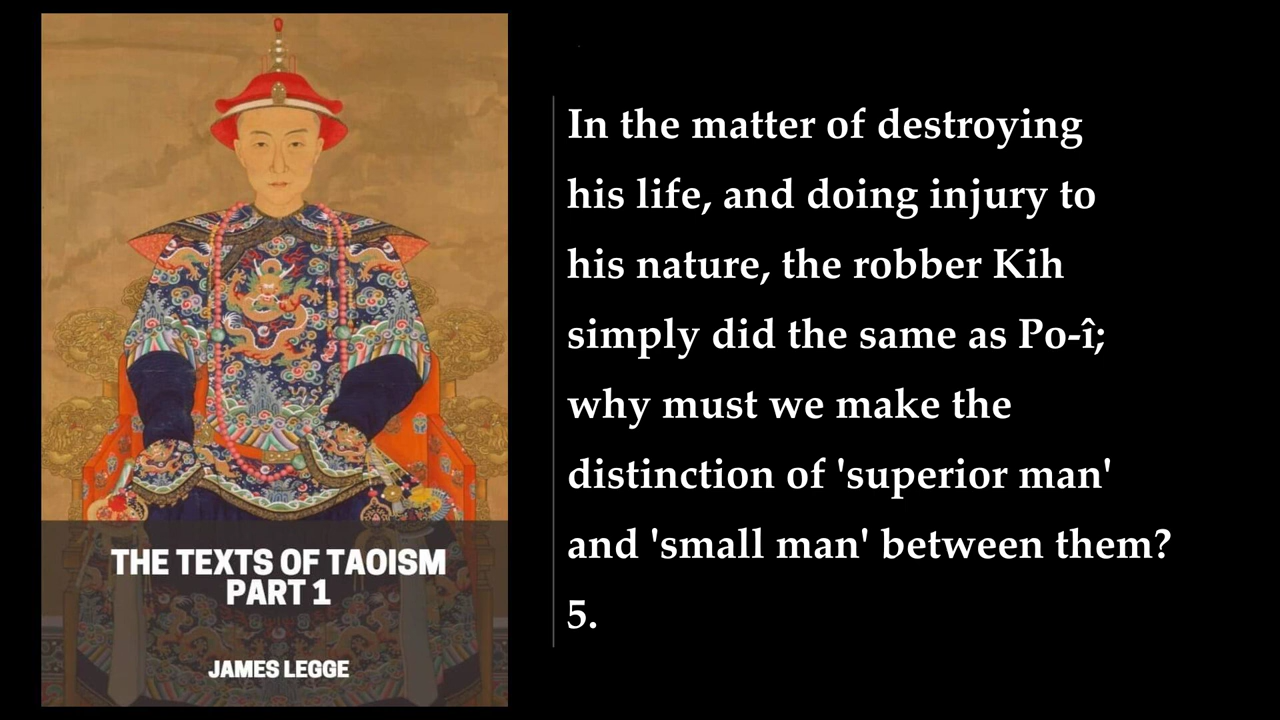 THE TEXTS OF TAOISM
PART 1
JAMES LEGGE
In the matter of destroying
his life, and doing injury to
his nature, the robber Kih
simply did the same as Po-î;
why must we make the
distinction of 'superior man'
and 'small man' between them?
5.